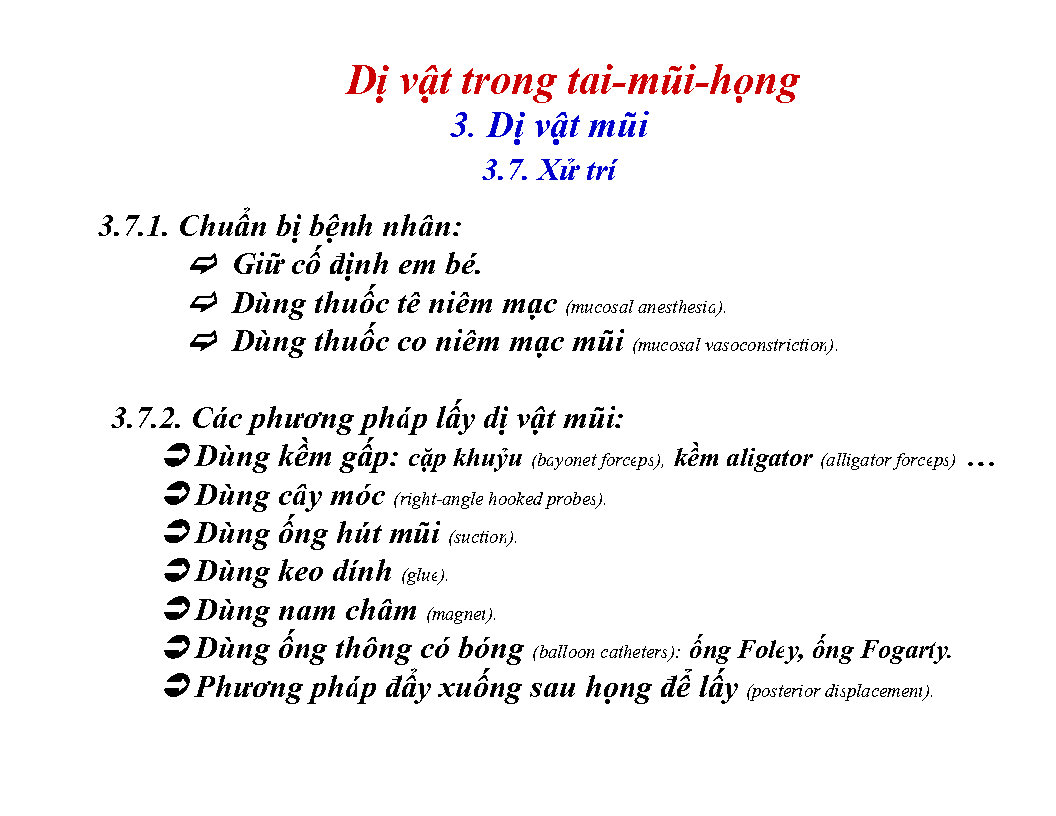 Dị vật trong tai-mũi-họng
3. Dị vật mũi
3.7. Xử trí
3.7.1. Chuẩn bị bệnh nhân:
Giữ cố định em bé.
Dùng thuốc tê niêm mạc (mucosal anesthesia).
Dùng thuốc co niêm mạc mũi (mucosal vasoconstriction).
3.7.2. Các phương pháp lấy dị vật mũi:
Dùng kềm gấp: cặp khuỷu (bayonet forceps), kềm aligator (alligator forceps) ...
Dùng cây móc (right-angle hooked probes).
Dùng ống hút mũi (suction).
Dùng keo dính (glue).
Dùng nam châm (magnet).
Dùng ống thông có bóng (balloon catheters): ống Foley, ống Fogarty.
Phương pháp đẩy xuống sau họng để lấy (posterior displacement).